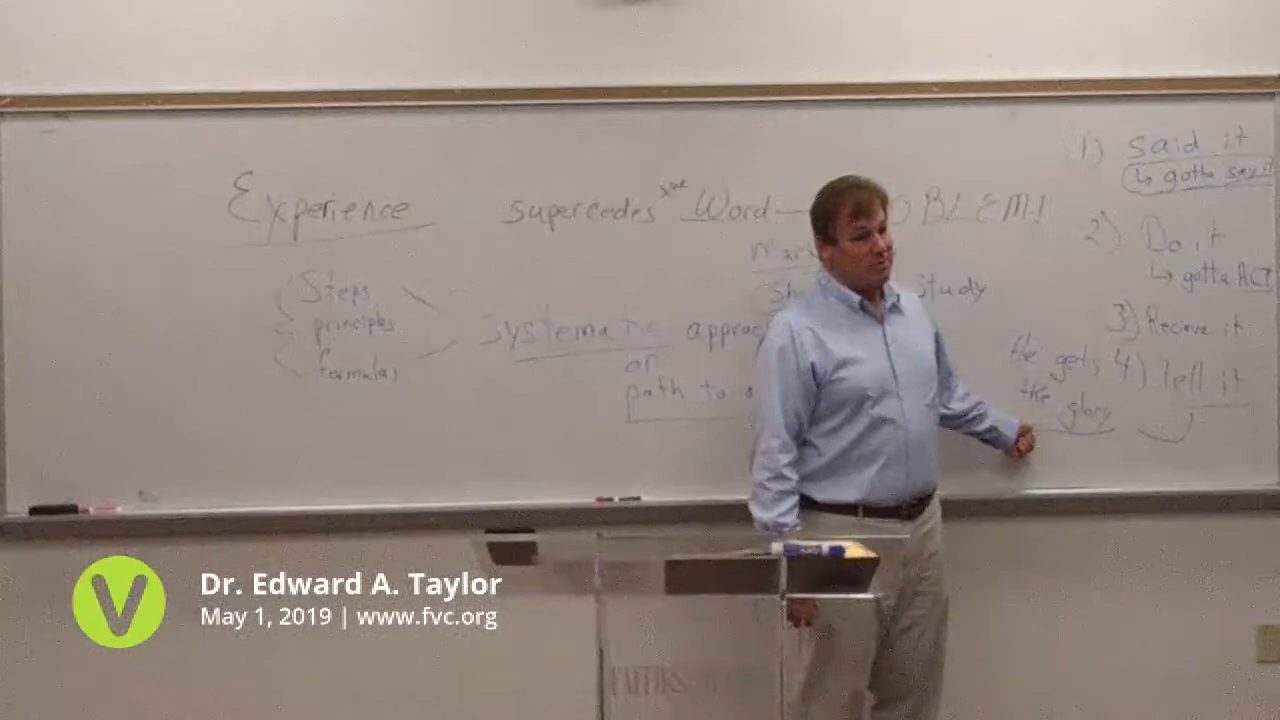 Experience supercedes the Word — OBLEM!
Steps
principles
formulas
Systematic approac
or
path to
Study
1) said it
↳ gotta say it
2) Do it
↳ gotta ACT
3) Recieve it
4) tell it
He gets
the glory
V
Dr. Edward A. Taylor
May 1, 2019 | www.fvc.org